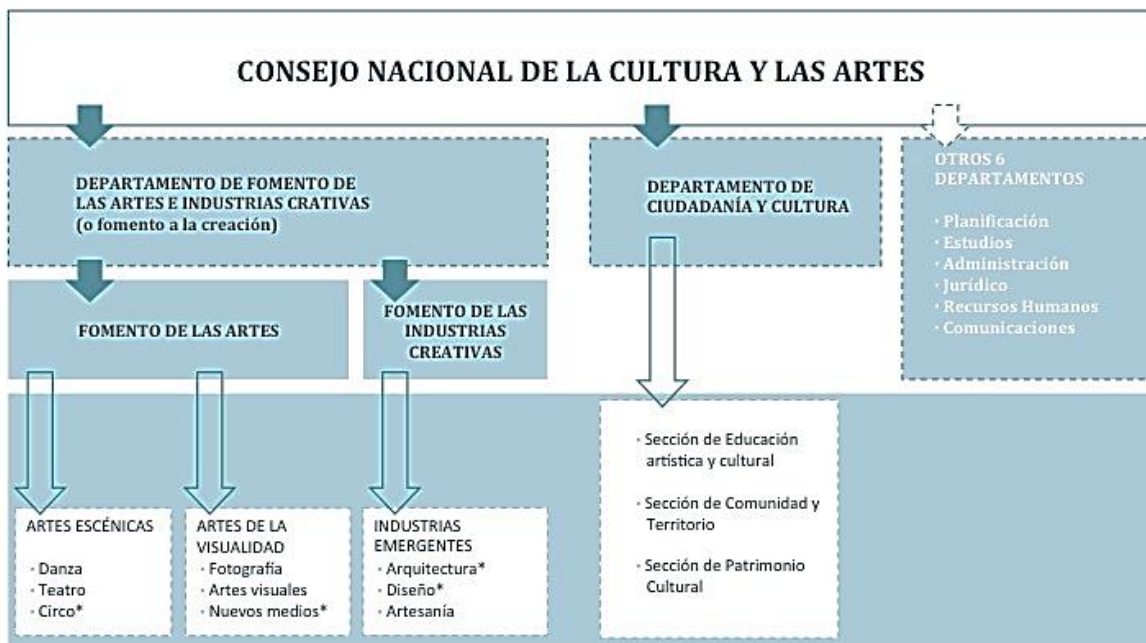 CONSEJO NACIONAL DE LA CULTURA Y LAS ARTES
DEPARTAMENTO DE FOMENTO DE
LAS ARTES E INDUSTRIAS CRATIVAS
(o fomento a la creación)
DEPARTAMENTO DE
CIUDADANÍA Y CULTURA
OTROS 6
DEPARTAMENTOS
· Planificación
· Estudios
· Administración
· Jurídico
· Recursos Humanos
· Comunicaciones
FOMENTO DE LAS ARTES
FOMENTO DE LAS
INDUSTRIAS
CREATIVAS
ARTES ESCÉNICAS
· Danza
· Teatro
· Circo*
ARTES DE LA
VISUALIDAD
· Fotografía
· Artes visuales
· Nuevos medios*
INDUSTRIAS
EMERGENTES
· Arquitectura*
· Diseño*
· Artesanía
· Sección de Educación
artística y cultural
· Sección de Comunidad y
Territorio
· Sección de Patrimonio
Cultural